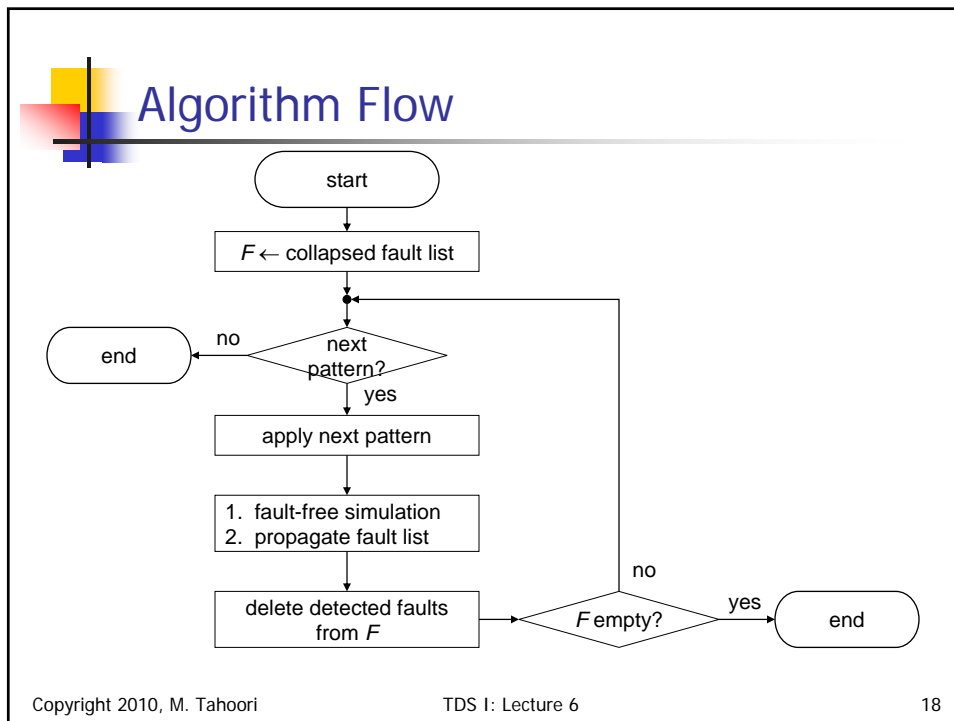 Algorithm Flow
start
F ← collapsed fault list
no
next
pattern?
end
yes
apply next pattern
1. fault-free simulation
2. propagate fault list
no
delete detected faults
from F
F empty?
yes
end
Copyright 2010, M. Tahoori TDS I: Lecture 6 18